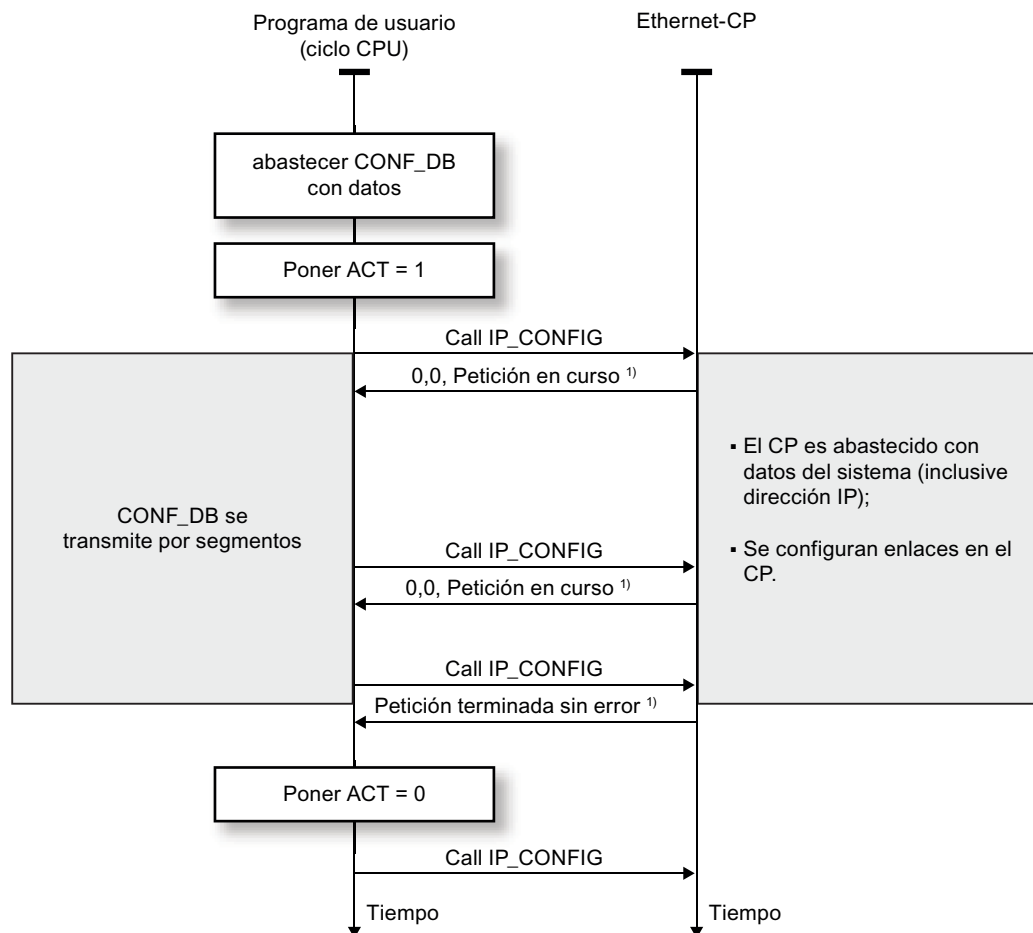 Programa de usuario
(ciclo CPU)
Ethernet-CP
abastecer CONF_DB
con datos
Poner ACT = 1
Call IP_CONFIG
0,0, Petición en curso 1)
CONF_DB se
transmite por segmentos
▪ El CP es abastecido con
datos del sistema (inclusive
dirección IP);
▪ Se configuran enlaces en el
CP.
Call IP_CONFIG
0,0, Petición en curso 1)
Call IP_CONFIG
Petición terminada sin error 1)
Poner ACT = 0
Call IP_CONFIG
Tiempo
Tiempo